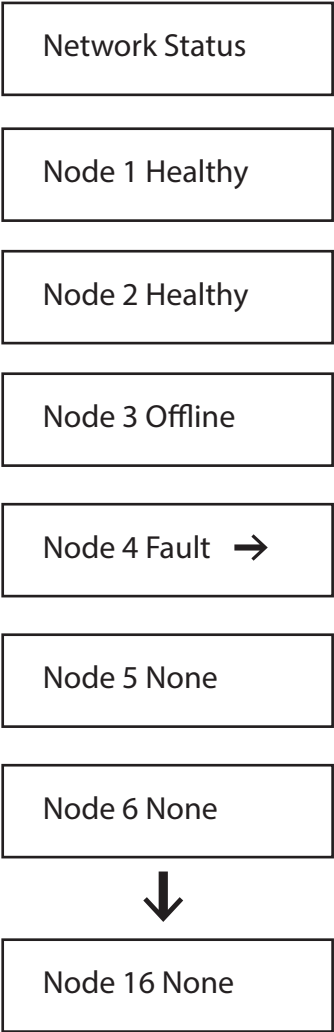 Network Status
Node 1 Healthy
Node 2 Healthy
Node 3 Offline
Node 4 Fault →
Node 5 None
Node 6 None
Node 16 None